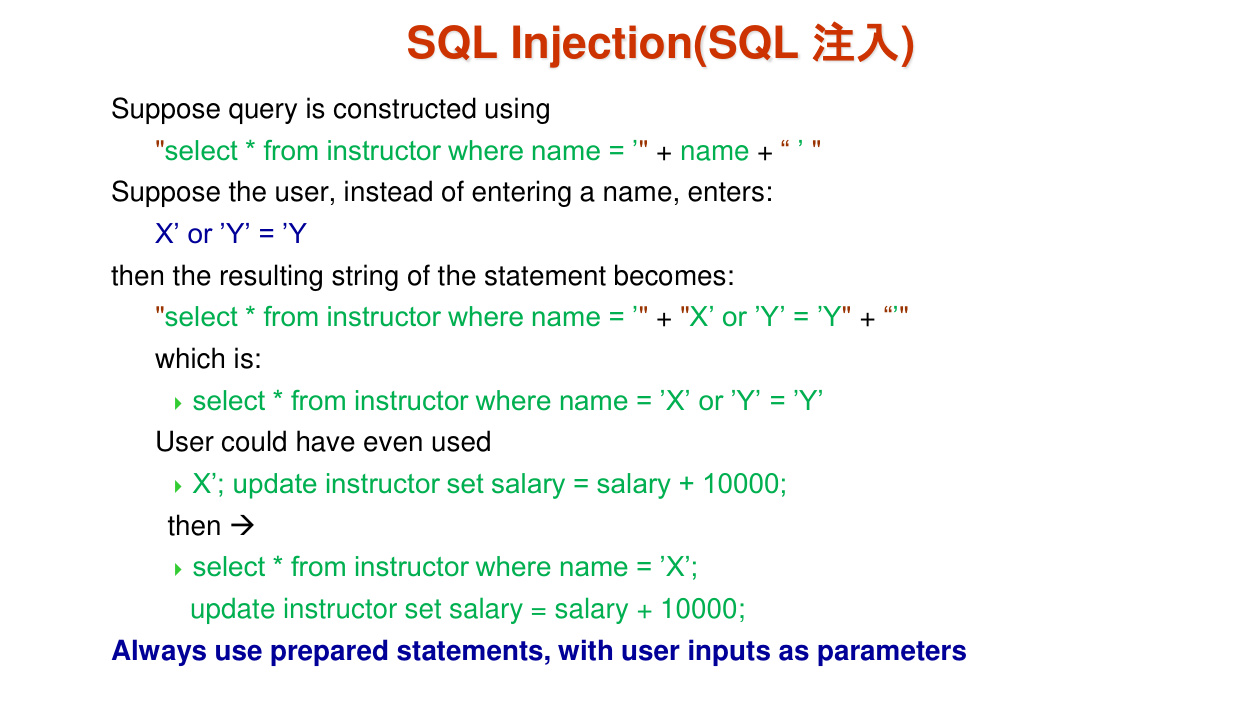 SQL Injection(SQL 注入)
Suppose query is constructed using
"select * from instructor where name = ’" + name + “ ’ "
Suppose the user, instead of entering a name, enters:
X’ or ’Y’ = ’Y
then the resulting string of the statement becomes:
"select * from instructor where name = ’" + "X’ or ’Y’ = ’Y" + “’"
which is:
select * from instructor where name = ’X’ or ’Y’ = ’Y’
User could have even used
X’; update instructor set salary = salary + 10000;
then →
select * from instructor where name = ’X’;
update instructor set salary = salary + 10000;
Always use prepared statements, with user inputs as parameters